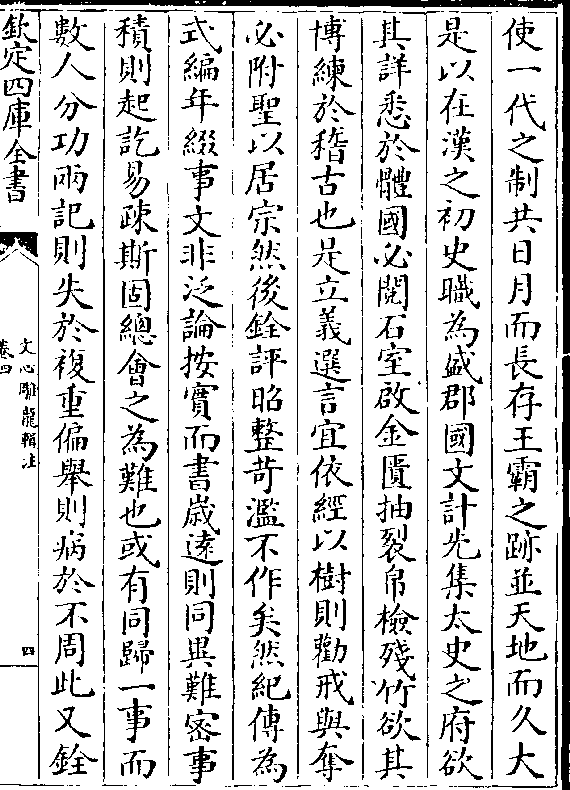 使一代之制共日月而長存王霸之跡並天地而久大
是以在漢之初史職為盛郡國文計先集太史之府欲
其詳悉於體國必閱石室啟金匱抽裂帛檢殘竹欲其
博練於稽古也是立義選言宜依經以樹則勸戒與奪
必附聖以居宗然後銓評昭整苛濫不作矣然紀傳為
式編年綴事文非泛論按實而書歲遠則同異難密事
積則起訖易疎斯固總會之為難也或有同歸一事而
數人分功兩記則失於複重偏舉則病於不周此又銓
欽定四庫全書
文心雕龍輯注
卷四
四